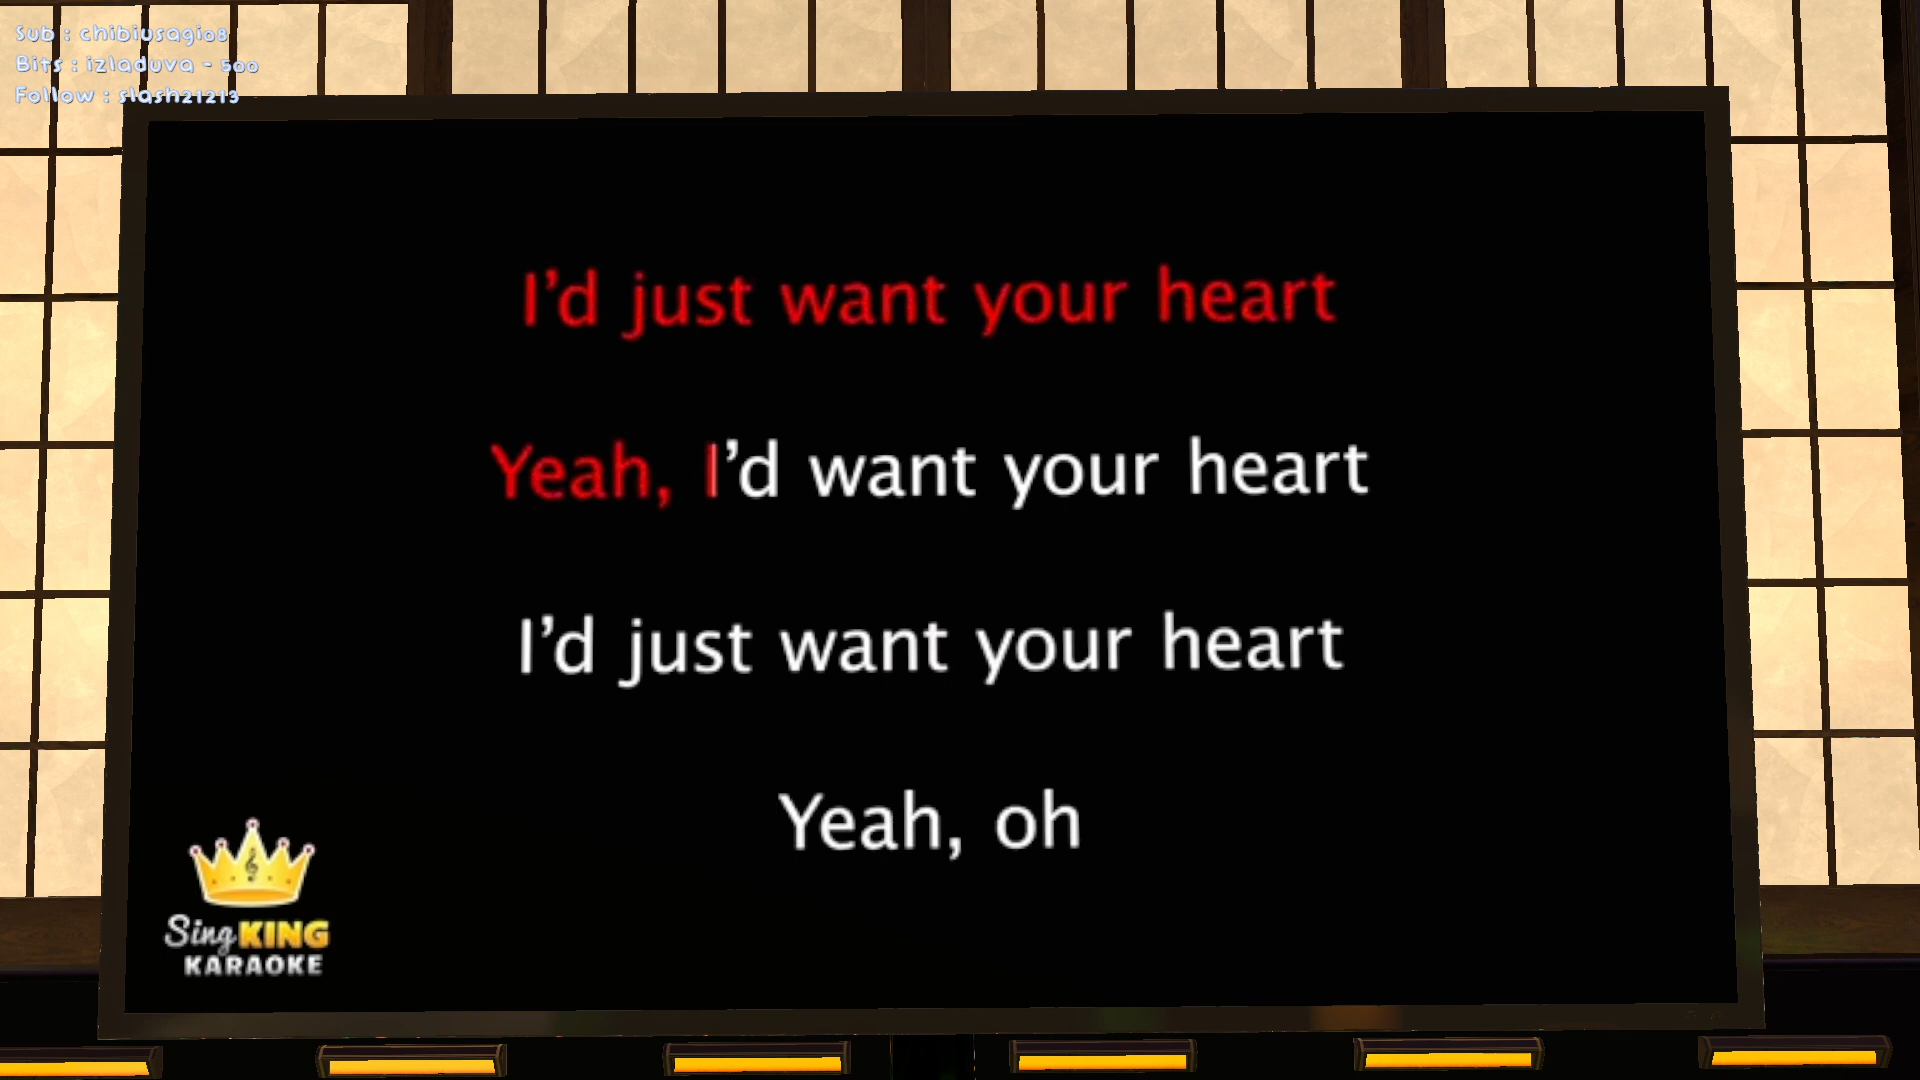 Sub : chibiusagi08
Bits : izladuva - 500
Follow : slash21213
I'd just want your heart
Yeah, I'd want your heart
I'd just want your heart
Yeah, oh
Sing KING
KARAOKE